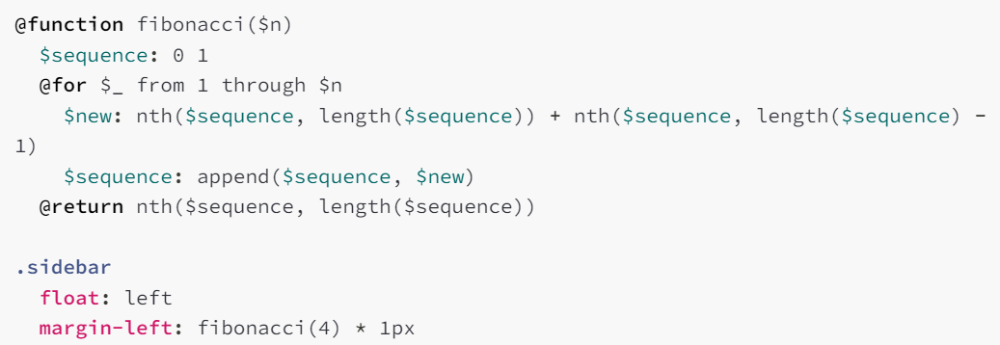 @function fibonacci($n)
  $sequence: 0 1
  @for $_ from 1 through $n
    $new: nth($sequence, length($sequence)) + nth($sequence, length($sequence) -
1)
    $sequence: append($sequence, $new)
  @return nth($sequence, length($sequence))

.sidebar
  float: left
  margin-left: fibonacci(4) * 1px